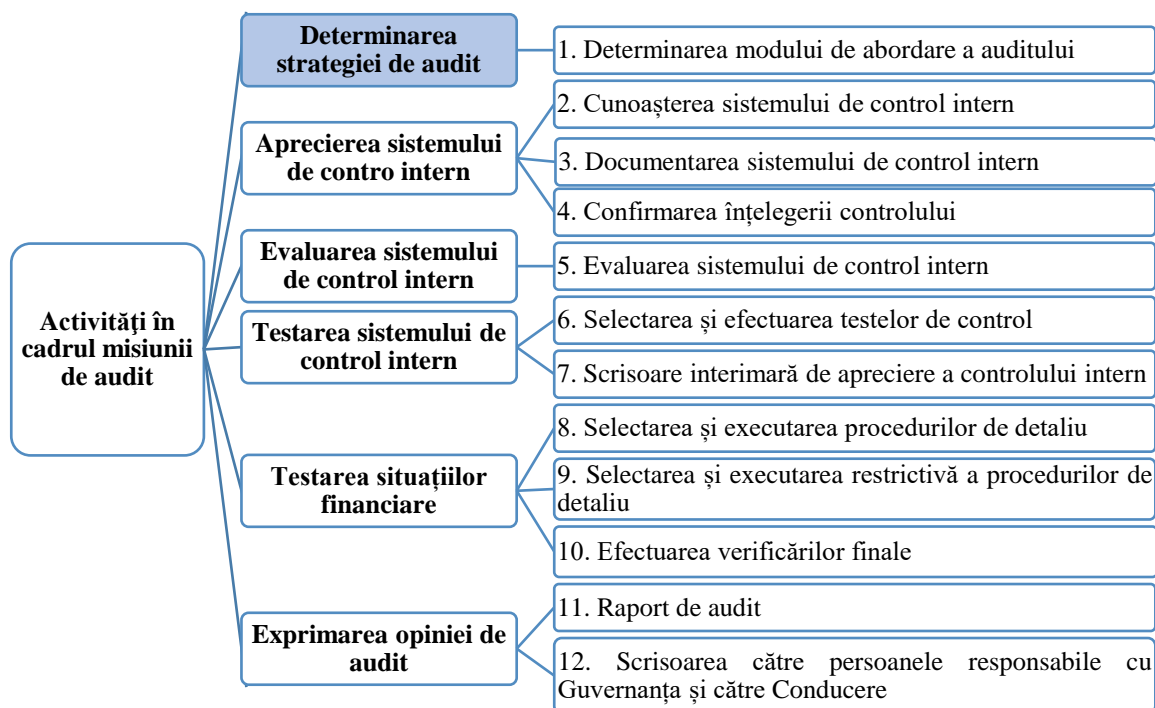 Activități în
cadrul misiunii
de audit
Determinarea
strategiei de audit
1. Determinarea modului de abordare a auditului
Aprecierea sistemului
de contro intern
2. Cunoașterea sistemului de control intern
3. Documentarea sistemului de control intern
4. Confirmarea înțelegerii controlului
Evaluarea sistemului
de control intern
5. Evaluarea sistemului de control intern
Testarea sistemului de
control intern
6. Selectarea și efectuarea testelor de control
7. Scrisoare interimară de apreciere a controlului intern
Testarea situațiilor
financiare
8. Selectarea și executarea procedurilor de detaliu
9. Selectarea și executarea restrictivă a procedurilor de
detaliu
10. Efectuarea verificărilor finale
Exprimarea opiniei de
audit
11. Raport de audit
12. Scrisoarea către persoanele responsabile cu
Guvernanța și către Conducere